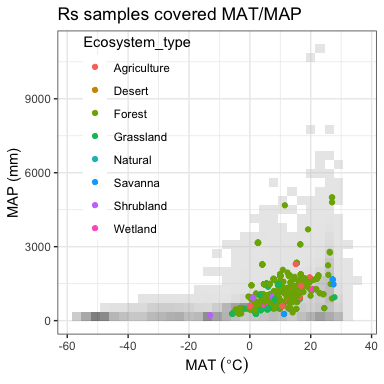 Rs samples covered MAT/MAP
Ecosystem_type
Agriculture
Desert
Forest
Grassland
Natural
Savanna
Shrubland
Wetland
MAP (mm)
9000
6000
3000
0
-60
-40
-20
0
20
40
MAT (°C)